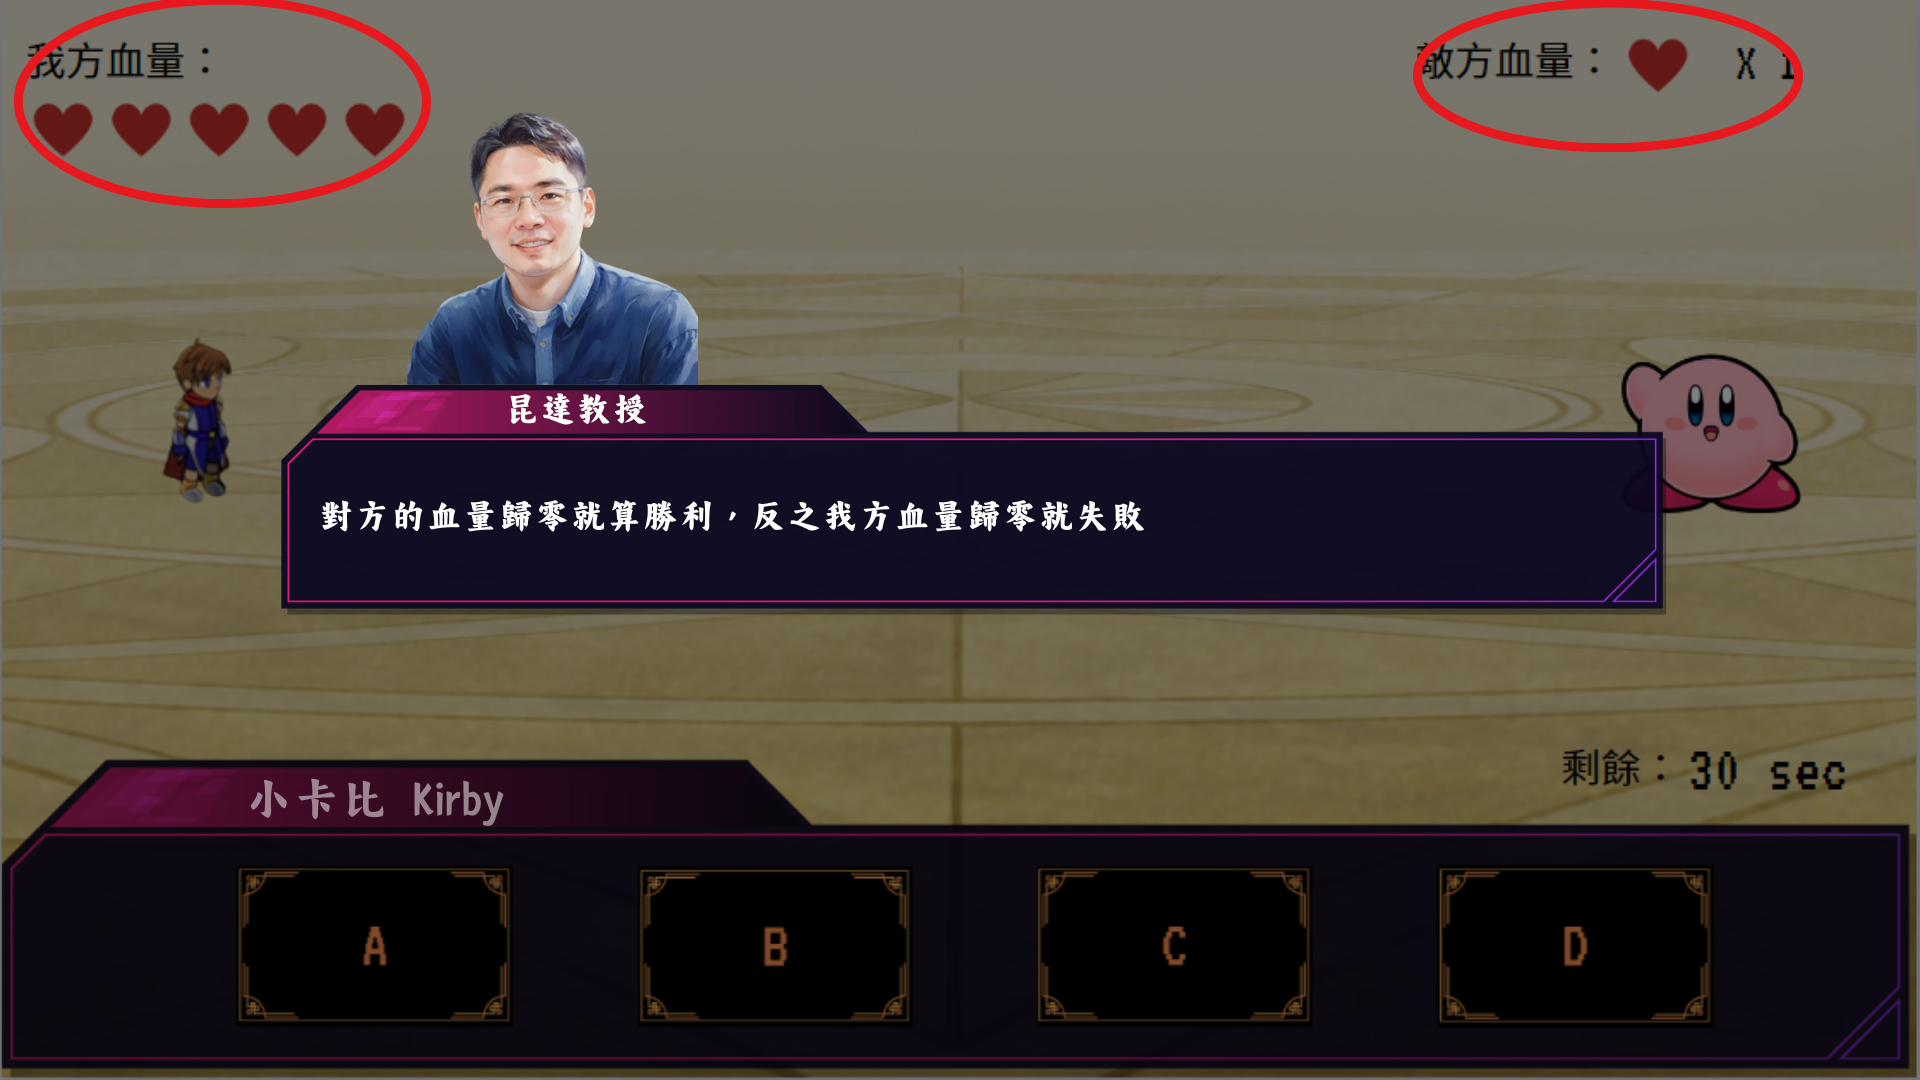 我方血量：
敵方血量： X 1
昆達教授
對方的血量歸零就算勝利，反之我方血量歸零就失敗
剩餘： 30 sec
小卡比 Kirby
A B C D